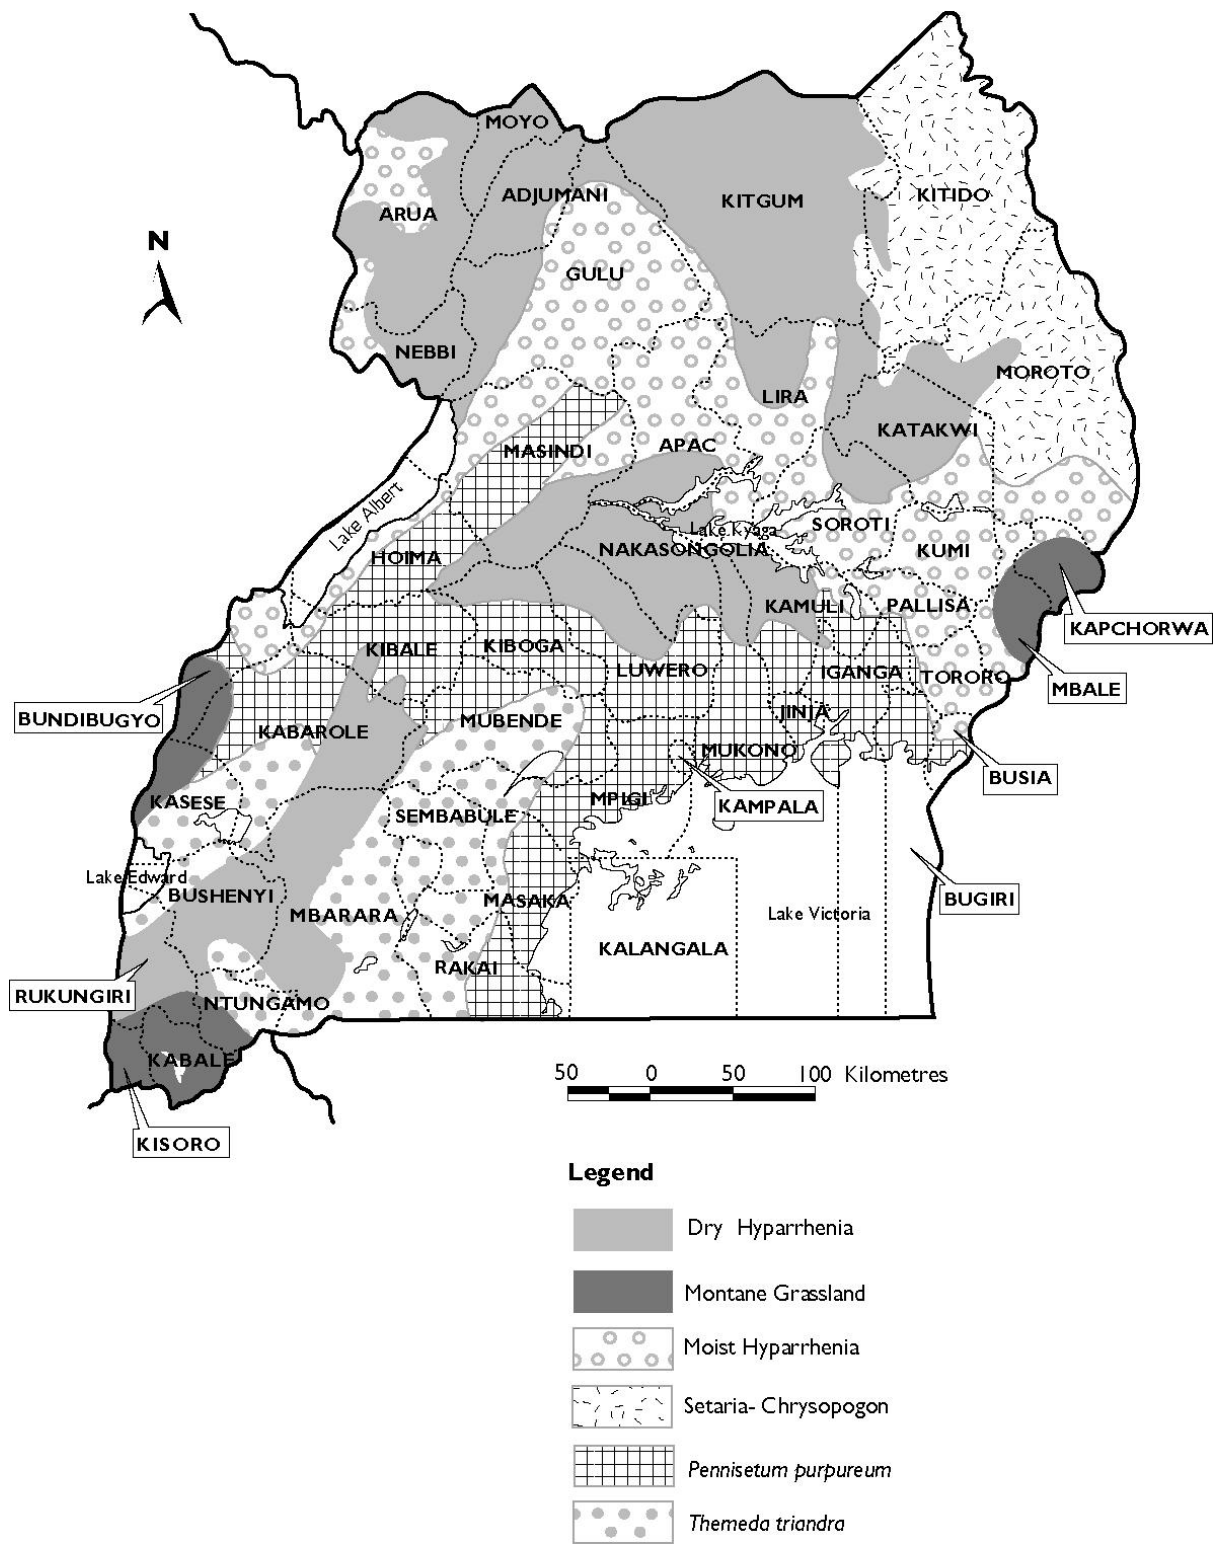 MOYO
ADJUMANI
KITGUM
KITIDO
ARUA
N
GULU
NEBBI
MOROTO
LIRA
KATAKWI
APAC
MASINDI
Lake Albert
SOROTI
Lake Kyaga
KUMI
NAKASONGOLIA
HOIMA
KAMULI
PALLISA
KAPCHORWA
KIBALE
KIBOGA
LUWERO
IGANGA
TORORO
MBALE
BUNDIBUGYO
KABAROLE
MUBENDE
JINJA
MUKONO
BUSIA
KASESE
MPIGI
KAMPALA
SEMBABULE
Lake Edward
BUSHENYI
MBARARA
MASAKA
Lake Victoria
BUGIRI
KALANGALA
RAKAI
RUKUNGIRI
NTUNGAMO
KABALE
KISORO
50 0 50 100 Kilometres
Legend
Dry Hyparrhenia
Montane Grassland
Moist Hyparrhenia
Setaria- Chrysopogon
Pennisetum purpureum
Themeda triandra